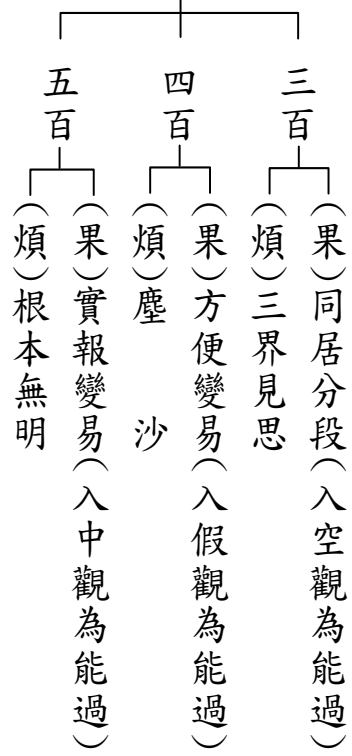 三百
（果）同居分段（入空觀為能過）
（煩）三界見思
四百
（果）方便變易（入假觀為能過）
（煩）塵沙
五百
（果）實報變易（入中觀為能過）
（煩）根本無明